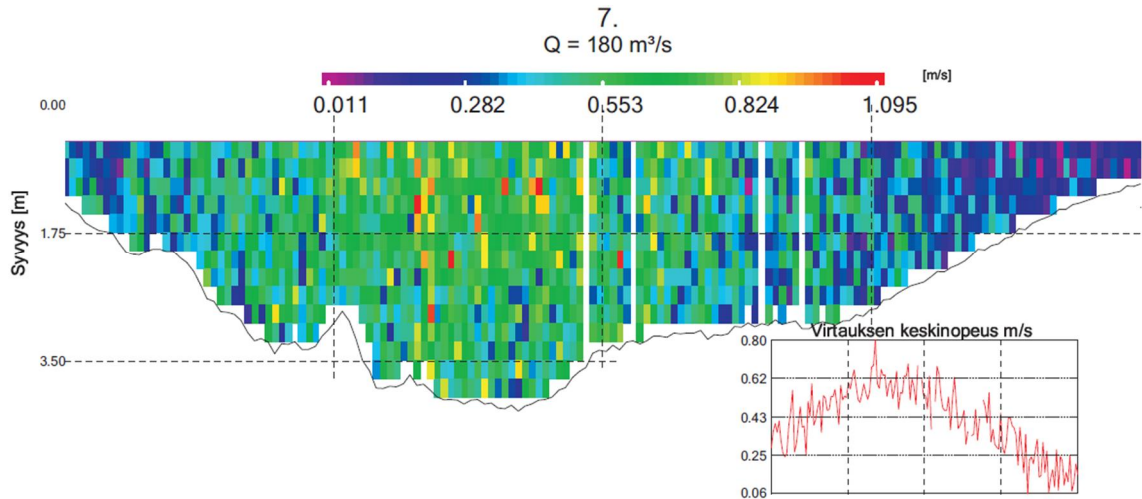 7.
Q = 180 m³/s
[m/s]
0.011 0.282 0.553 0.824 1.095
0.00
Syvyys [m]
1.75
3.50
Virtauksen keskinopeus m/s
0.80
0.62
0.43
0.25
0.06